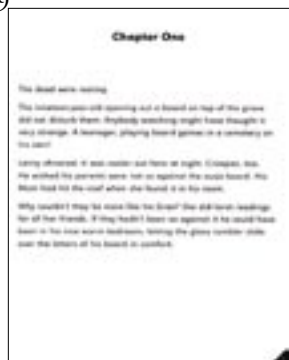 Chapter One
The dead were resting.
The nineteen-year-old opening out a board on top of the grave
did not disturb them. Anybody watching might have thought it
very strange. A teenager, playing board games in a cemetery on
his own!
Lenny shivered. It was cooler out here at night. Creepier, too.
He wished his parents were not so against the ouija board. His
Mum had hit the roof when she found it in his room.
Why couldn't they be more like his Gran? She did tarot readings
for all her friends. If they hadn't been so against it he could have
been in his nice warm bedroom, letting the glass tumbler slide
over the letters of his board in comfort.